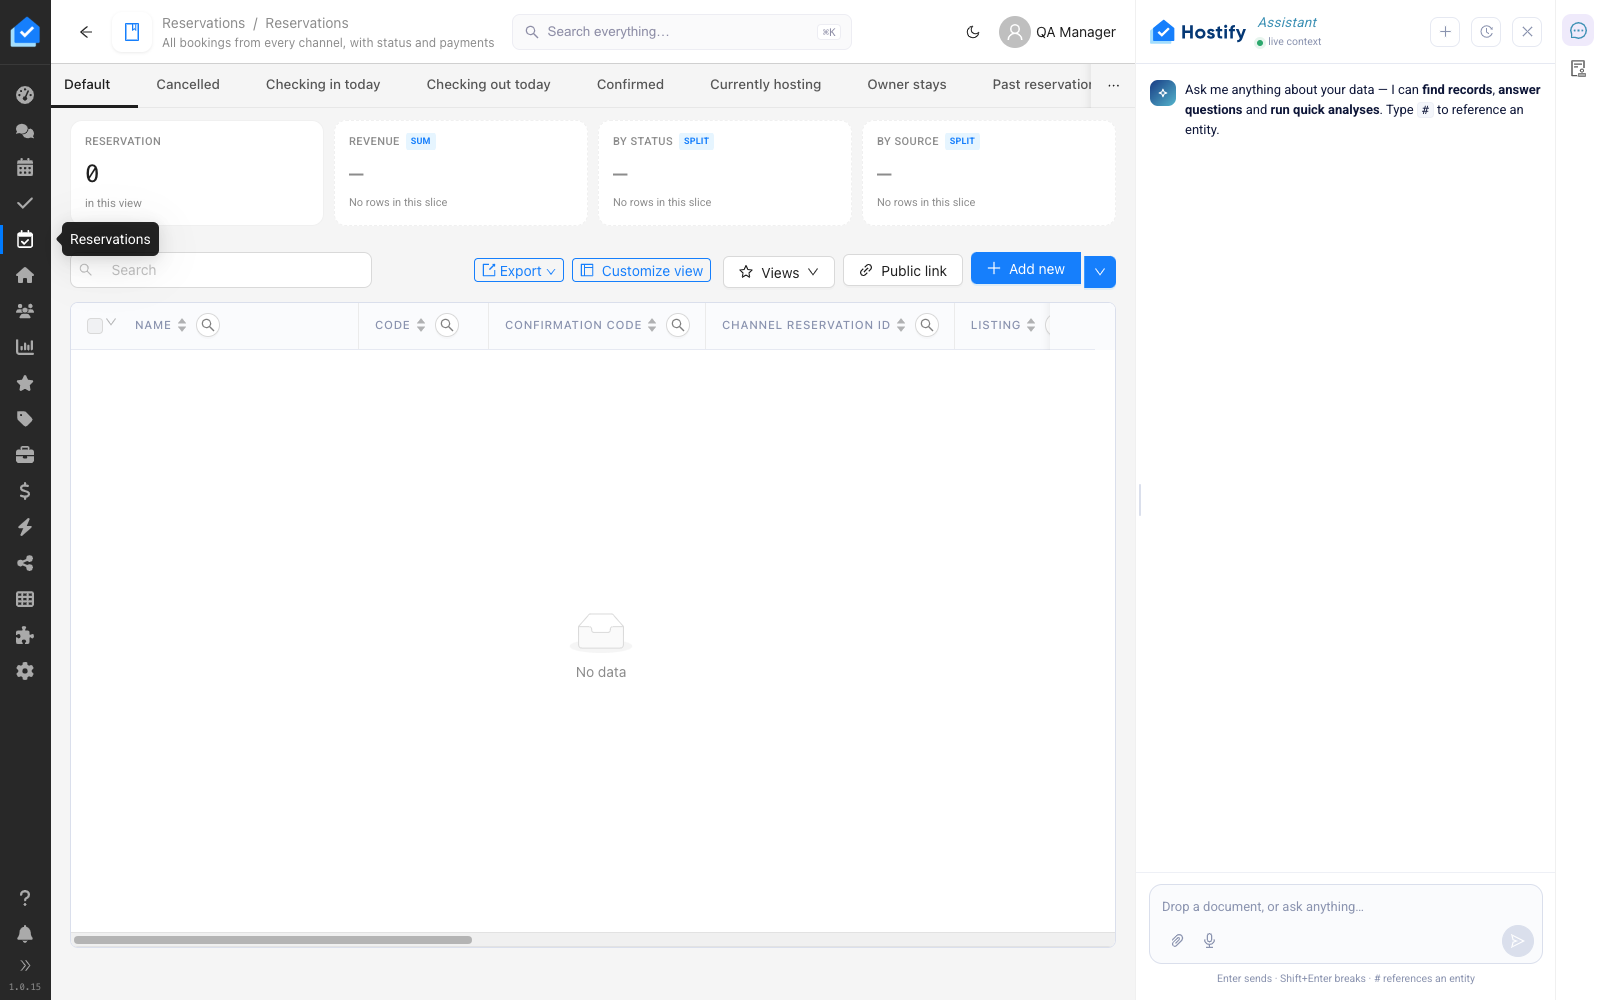 Reservations / Reservations
All bookings from every channel, with status and payments
Search everything...
⌘K
QA Manager
Hostify
Assistant
live context
Default
Cancelled
Checking in today
Checking out today
Confirmed
Currently hosting
Owner stays
Past reservation
Ask me anything about your data — I can find records, answer
questions and run quick analyses. Type # to reference an
entity.
RESERVATION
0
in this view
REVENUE SUM
—
No rows in this slice
BY STATUS SPLIT
—
No rows in this slice
BY SOURCE SPLIT
—
No rows in this slice
Reservations
Search
Export
Customize view
Views
Public link
Add new
NAME
CODE
CONFIRMATION CODE
CHANNEL RESERVATION ID
LISTING
No data
Drop a document, or ask anything...
Enter sends · Shift+Enter breaks · # references an entity
1.0.15